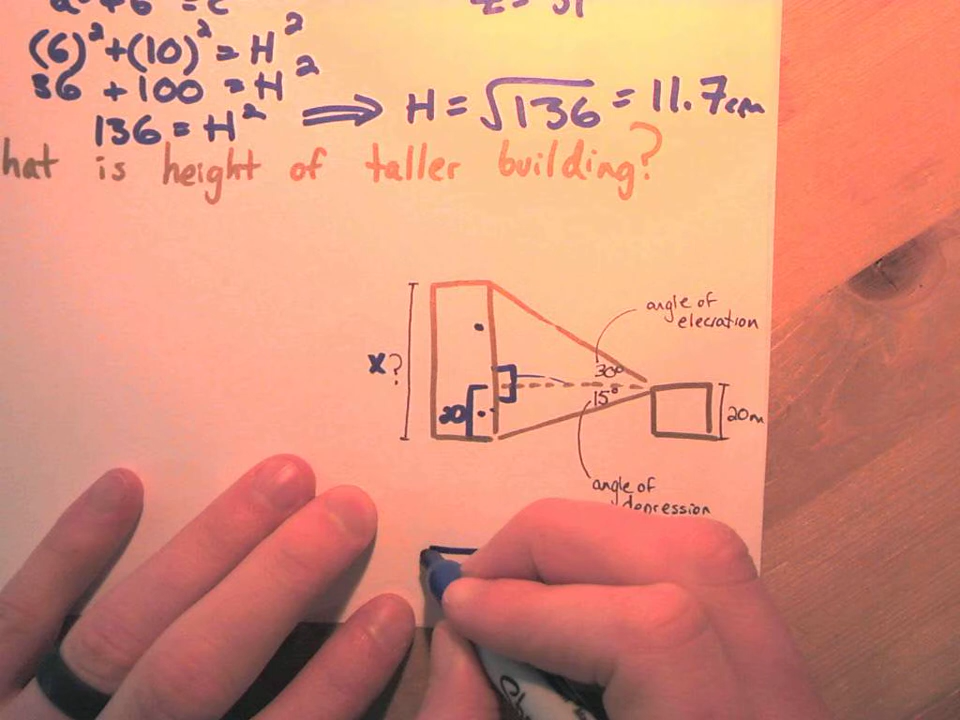 (6)²+(10)² = H²
36 + 100 = H²
136 = H² ⟹ H = √136 = 11.7cm
hat is height of taller building?
angle of
elecration
x?
30°
15°
20
20m
angle of
depression